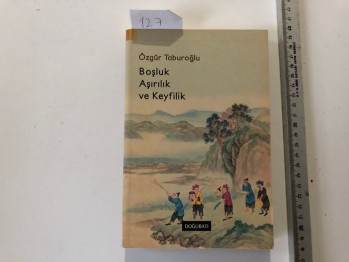 127
Özgür Taburoğlu
Boşluk
Aşırılık
ve Keyfilik
DOĞUBATI